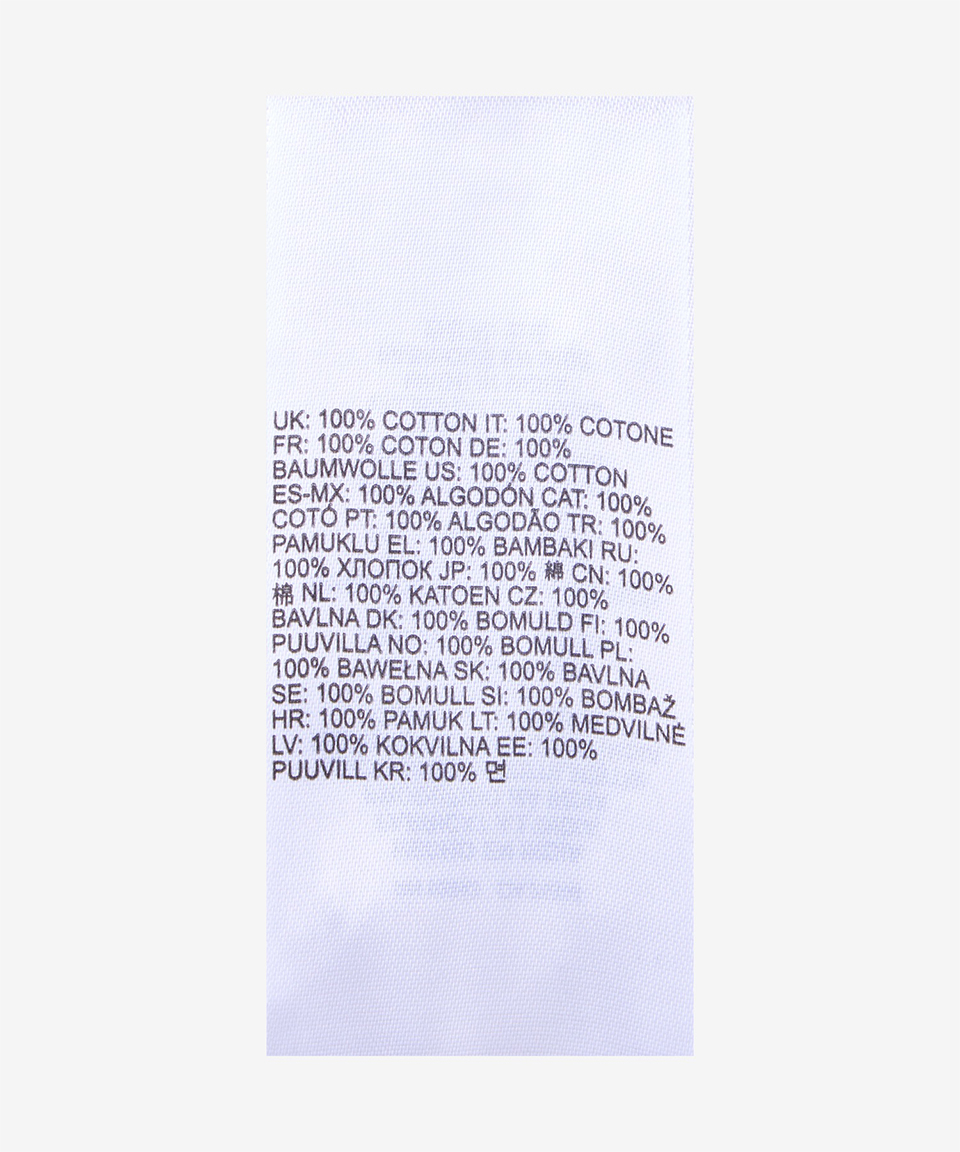 UK: 100% COTTON IT: 100% COTONE
FR: 100% COTON DE: 100%
BAUMWOLLE US: 100% COTTON
ES-MX: 100% ALGODÓN CAT: 100%
COTÓ PT: 100% ALGODÃO TR: 100%
PAMUKLU EL: 100% BAMBAKI RU:
100% ХЛОПОК JP: 100% 綿 CN: 100%
棉 NL: 100% KATOEN CZ: 100%
BAVLNA DK: 100% BOMULD FI: 100%
PUUVILLA NO: 100% BOMULL PL:
100% BAWEŁNA SK: 100% BAVLNA
SE: 100% BOMULL SI: 100% BOMBAŽ
HR: 100% PAMUK LT: 100% MEDVILNĖ
LV: 100% KOKVILNA EE: 100%
PUUVILL KR: 100% 면